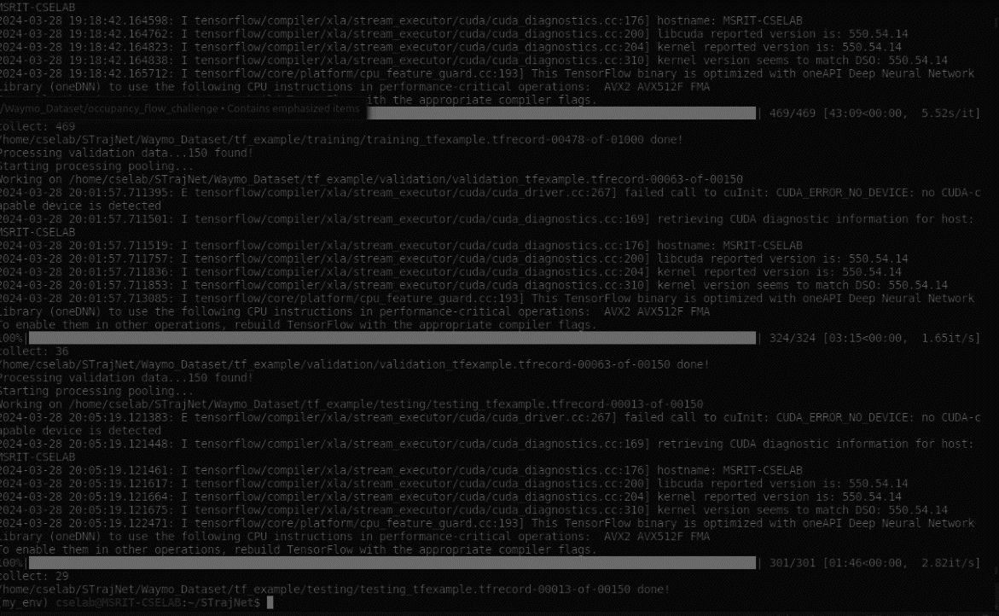 MSRIT-CSELAB
2024-03-28 19:18:42.164598: I tensorflow/compiler/xla/stream_executor/cuda/cuda_diagnostics.cc:176] hostname: MSRIT-CSELAB
2024-03-28 19:18:42.164762: I tensorflow/compiler/xla/stream_executor/cuda/cuda_diagnostics.cc:200] libcuda reported version is: 550.54.14
2024-03-28 19:18:42.164823: I tensorflow/compiler/xla/stream_executor/cuda/cuda_diagnostics.cc:204] kernel reported version is: 550.54.14
2024-03-28 19:18:42.164838: I tensorflow/compiler/xla/stream_executor/cuda/cuda_diagnostics.cc:310] kernel version seems to match DSO: 550.54.14
2024-03-28 19:18:42.165712: I tensorflow/core/platform/cpu_feature_guard.cc:193] This TensorFlow binary is optimized with oneAPI Deep Neural Network
Library (oneDNN) to use the following CPU instructions in performance-critical operations:  AVX2 AVX512F FMA
th the appropriate compiler flags.
/Waymo_Dataset/occupancy_flow_challenge • Contains emphasized items
| 469/469 [43:09<00:00,  5.52s/it]
collect: 469
/home/cselab/STrajNet/Waymo_Dataset/tf_example/training/training_tfexample.tfrecord-00478-of-01000 done!
Processing validation data...150 found!
Starting processing pooling...
Working on /home/cselab/STrajNet/Waymo_Dataset/tf_example/validation/validation_tfexample.tfrecord-00063-of-00150
2024-03-28 20:01:57.711395: E tensorflow/compiler/xla/stream_executor/cuda/cuda_driver.cc:267] failed call to cuInit: CUDA_ERROR_NO_DEVICE: no CUDA-c
apable device is detected
2024-03-28 20:01:57.711501: I tensorflow/compiler/xla/stream_executor/cuda/cuda_diagnostics.cc:169] retrieving CUDA diagnostic information for host:
MSRIT-CSELAB
2024-03-28 20:01:57.711519: I tensorflow/compiler/xla/stream_executor/cuda/cuda_diagnostics.cc:176] hostname: MSRIT-CSELAB
2024-03-28 20:01:57.711757: I tensorflow/compiler/xla/stream_executor/cuda/cuda_diagnostics.cc:200] libcuda reported version is: 550.54.14
2024-03-28 20:01:57.711836: I tensorflow/compiler/xla/stream_executor/cuda/cuda_diagnostics.cc:204] kernel reported version is: 550.54.14
2024-03-28 20:01:57.711853: I tensorflow/compiler/xla/stream_executor/cuda/cuda_diagnostics.cc:310] kernel version seems to match DSO: 550.54.14
2024-03-28 20:01:57.713085: I tensorflow/core/platform/cpu_feature_guard.cc:193] This TensorFlow binary is optimized with oneAPI Deep Neural Network
Library (oneDNN) to use the following CPU instructions in performance-critical operations:  AVX2 AVX512F FMA
To enable them in other operations, rebuild TensorFlow with the appropriate compiler flags.
100%| | 324/324 [03:15<00:00,  1.65it/s]
collect: 36
/home/cselab/STrajNet/Waymo_Dataset/tf_example/validation/validation_tfexample.tfrecord-00063-of-00150 done!
Processing validation data...150 found!
Starting processing pooling...
Working on /home/cselab/STrajNet/Waymo_Dataset/tf_example/testing/testing_tfexample.tfrecord-00013-of-00150
2024-03-28 20:05:19.121383: E tensorflow/compiler/xla/stream_executor/cuda/cuda_driver.cc:267] failed call to cuInit: CUDA_ERROR_NO_DEVICE: no CUDA-c
apable device is detected
2024-03-28 20:05:19.121448: I tensorflow/compiler/xla/stream_executor/cuda/cuda_diagnostics.cc:169] retrieving CUDA diagnostic information for host:
MSRIT-CSELAB
2024-03-28 20:05:19.121461: I tensorflow/compiler/xla/stream_executor/cuda/cuda_diagnostics.cc:176] hostname: MSRIT-CSELAB
2024-03-28 20:05:19.121617: I tensorflow/compiler/xla/stream_executor/cuda/cuda_diagnostics.cc:200] libcuda reported version is: 550.54.14
2024-03-28 20:05:19.121664: I tensorflow/compiler/xla/stream_executor/cuda/cuda_diagnostics.cc:204] kernel reported version is: 550.54.14
2024-03-28 20:05:19.121675: I tensorflow/compiler/xla/stream_executor/cuda/cuda_diagnostics.cc:310] kernel version seems to match DSO: 550.54.14
2024-03-28 20:05:19.122471: I tensorflow/core/platform/cpu_feature_guard.cc:193] This TensorFlow binary is optimized with oneAPI Deep Neural Network
Library (oneDNN) to use the following CPU instructions in performance-critical operations:  AVX2 AVX512F FMA
To enable them in other operations, rebuild TensorFlow with the appropriate compiler flags.
100%| | 301/301 [01:46<00:00,  2.82it/s]
collect: 29
/home/cselab/STrajNet/Waymo_Dataset/tf_example/testing/testing_tfexample.tfrecord-00013-of-00150 done!
(my_env) cselab@MSRIT-CSELAB:~/STrajNet$